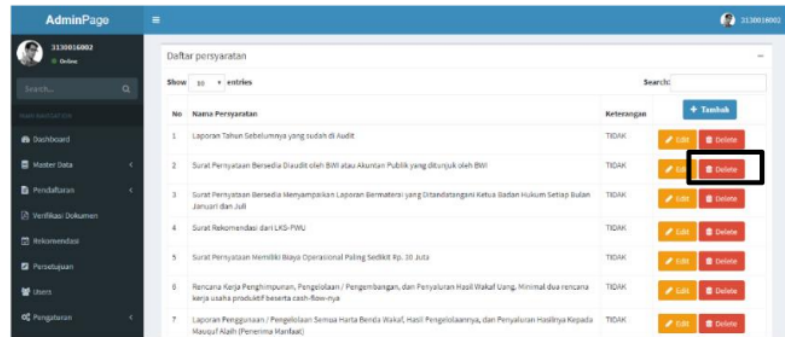 AdminPage
3130016002
3130016002
Online
Search...
MAIN NAVIGATION
Dashboard
Master Data
Pendaftaran
Verifikasi Dokumen
Rekomendasi
Persetujuan
Users
Pengaturan
Daftar persyaratan
Show 10 entries Search:
No Nama Persyaratan Keterangan + Tambah
1 Laporan Tahun Sebelumnya yang sudah di Audit TIDAK Edit Delete
2 Surat Pernyataan Bersedia Diaudit oleh BWI atau Akuntan Publik yang ditunjuk oleh BWI TIDAK Edit Delete
3 Surat Pernyataan Bersedia Menyampaikan Laporan Bermaterai yang Ditandatangani Ketua Badan Hukum Setiap Bulan TIDAK Edit Delete
Januari dan Juli
4 Surat Rekomendasi dari LKS-PWU TIDAK Edit Delete
5 Surat Pernyataan Memiliki Biaya Operasional Paling Sedikit Rp. 20 Juta TIDAK Edit Delete
6 Rencana Kerja Penghimpunan, Pengelolaan / Pengembangan, dan Penyaluran Hasil Wakaf Uang, Minimal dua rencana TIDAK Edit Delete
kerja usaha produktif beserta cash-flow-nya
7 Laporan Penggunaan / Pengelolaan Semua Harta Benda Wakaf, Hasil Pengelolaannya, dan Penyaluran Hasilnya Kepada TIDAK Edit Delete
Mauquf Alaih (Penerima Manfaat)